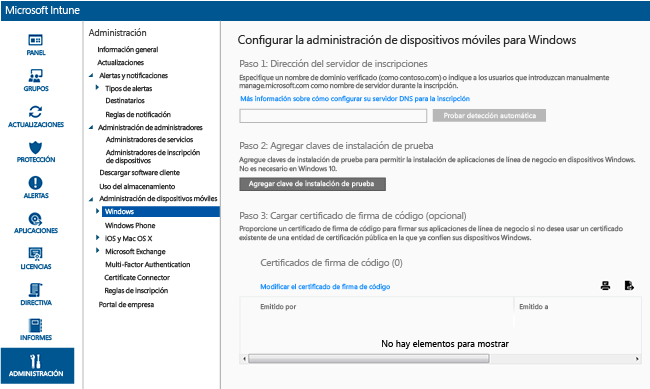 Microsoft Intune
PANEL
GRUPOS
ACTUALIZACIONES
PROTECCIÓN
ALERTAS
APLICACIONES
LICENCIAS
DIRECTIVA
INFORMES
ADMINISTRACIÓN
Administración
Información general
Actualizaciones
Alertas y notificaciones
Tipos de alertas
Destinatarios
Reglas de notificación
Administración de administradores
Administradores de servicios
Administradores de inscripción
de dispositivos
Descargar software cliente
Uso del almacenamiento
Administración de dispositivos móviles
Windows
Windows Phone
iOS y Mac OS X
Microsoft Exchange
Multi-Factor Authentication
Certificate Connector
Reglas de inscripción
Portal de empresa
Configurar la administración de dispositivos móviles para Windows
Paso 1: Dirección del servidor de inscripciones
Especifique un nombre de dominio verificado (como contoso.com) o indique a los usuarios que introduzcan manualmente
manage.microsoft.com como nombre de servidor durante la inscripción.
Más información sobre cómo configurar su servidor DNS para la inscripción
Probar detección automática
Paso 2: Agregar claves de instalación de prueba
Agregue claves de instalación de prueba para permitir la instalación de aplicaciones de línea de negocio en dispositivos Windows.
No es necesario en Windows 10.
Agregar clave de instalación de prueba
Paso 3: Cargar certificado de firma de código (opcional)
Proporcione un certificado de firma de código para firmar sus aplicaciones de línea de negocio si no desea usar un certificado
existente de una entidad de certificación pública en la que ya confíen sus dispositivos Windows.
Certificados de firma de código (0)
Modificar el certificado de firma de código
Emitido por
Emitido a
No hay elementos para mostrar